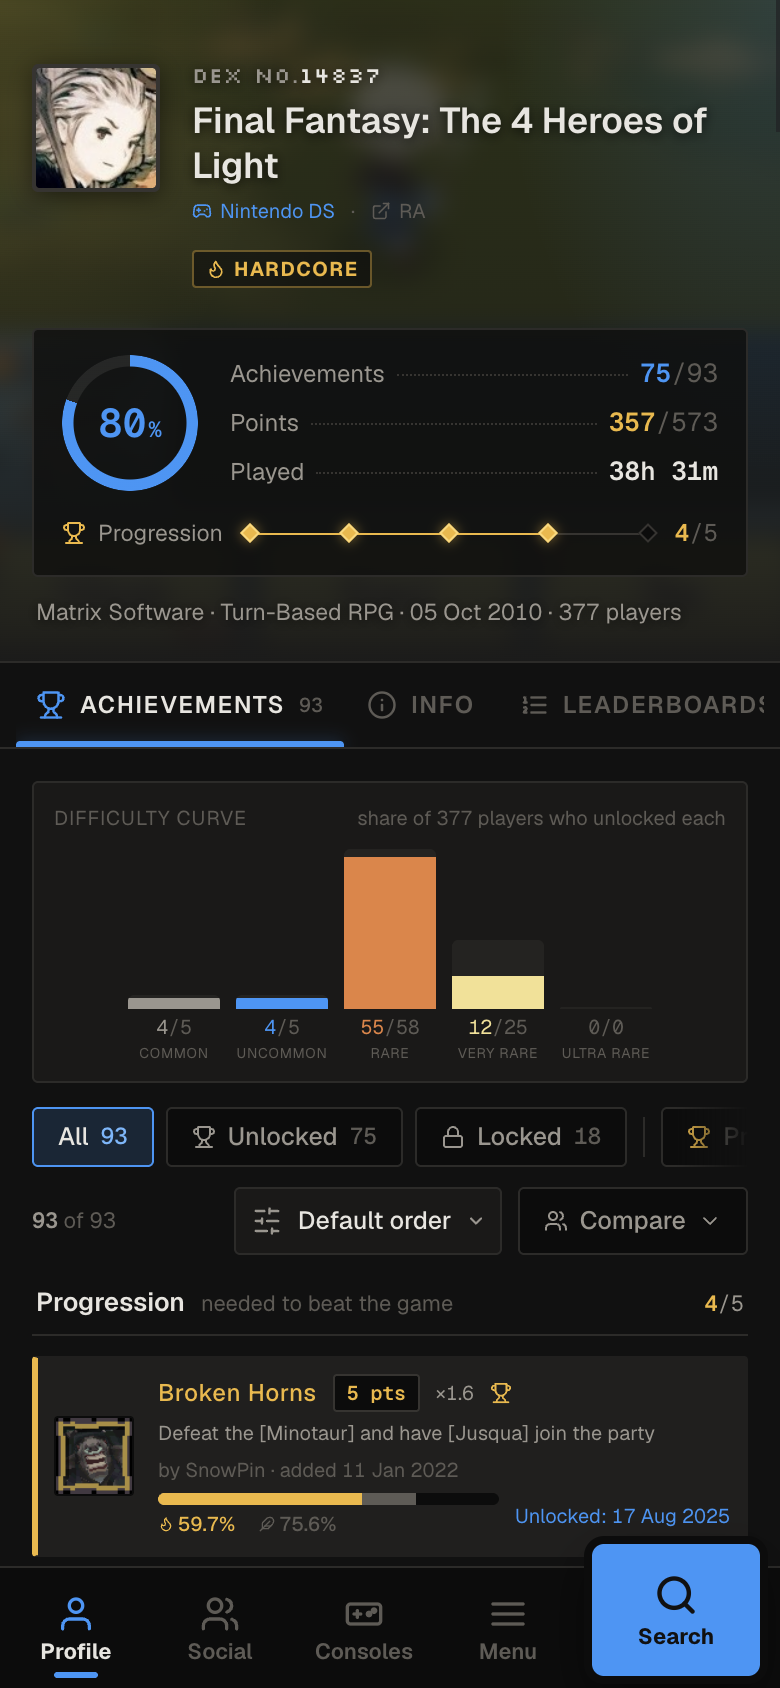 DEX NO.14837
Final Fantasy: The 4 Heroes of
Light
Nintendo DS · RA
HARDCORE
80%
Achievements 75/93
Points 357/573
Played 38h 31m
Progression 4/5
Matrix Software · Turn-Based RPG · 05 Oct 2010 · 377 players
ACHIEVEMENTS 93 INFO LEADERBOARDS
DIFFICULTY CURVE share of 377 players who unlocked each
4/5 4/5 55/58 12/25 0/0
COMMON UNCOMMON RARE VERY RARE ULTRA RARE
All 93 Unlocked 75 Locked 18
93 of 93 Default order Compare
Progression needed to beat the game 4/5
Broken Horns 5 pts ×1.6
Defeat the [Minotaur] and have [Jusqua] join the party
by SnowPin · added 11 Jan 2022
59.7% 75.6% Unlocked: 17 Aug 2025
Profile Social Consoles Menu Search